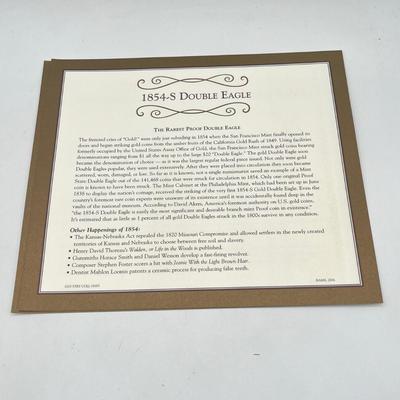 1854-S DOUBLE EAGLE
THE RAREST PROOF DOUBLE EAGLE
The frenzied cries of "Gold!" were only just subsiding in 1854 when the San Francisco Mint finally opened its
doors and began striking gold coins from the umber fruits of the California Gold Rush of 1849. Using facilities
formerly occupied by the United States Assay Office of Gold, the San Francisco Mint struck gold coins bearing
denominations ranging from $1 all the way up to the large $20 "Double Eagle." The gold Double Eagle soon
became the denomination of choice — as it was the largest regular federal piece issued. Not only were gold
Double Eagles popular, they were used extensively. After they were placed into circulation they soon became
scattered, worn, damaged, or lost. So far as it is known, not a single numismatist saved an example of a Mint
State Double Eagle out of the 141,468 coins that were struck for circulation in 1854. Only one original Proof
coin is known to have been struck. The Mint Cabinet at the Philadelphia Mint, which had been set up in June
1838 to display the nation's coinage, received the striking of the very first 1854-S Gold Double Eagle. Even the
country's foremost rare coin experts were unaware of its existence until it was accidentally found deep in the
vaults of the national museum. According to David Akers, America's foremost authority on U.S. gold coins,
"the 1854-S Double Eagle is easily the most significant and desireable branch mint Proof coin in existence."
It's estimated that as little as 1 percent of all gold Double Eagles struck in the 1800s survive in any condition.
Other Happenings of 1854:
• The Kansas-Nebraska Act repealed the 1820 Missouri Compromise and allowed settlers in the newly created
territories of Kansas and Nebraska to choose between free soil and slavery.
• Henry David Thoreau's Walden, or Life in the Woods is published.
• Gunsmiths Horace Smith and Daniel Wesson develop a fast-firing revolver.
• Composer Stephen Foster scores a hit with Jeanie With the Light Brown Hair.
• Dentist Mahlon Loomis patents a ceramic process for producing false teeth.